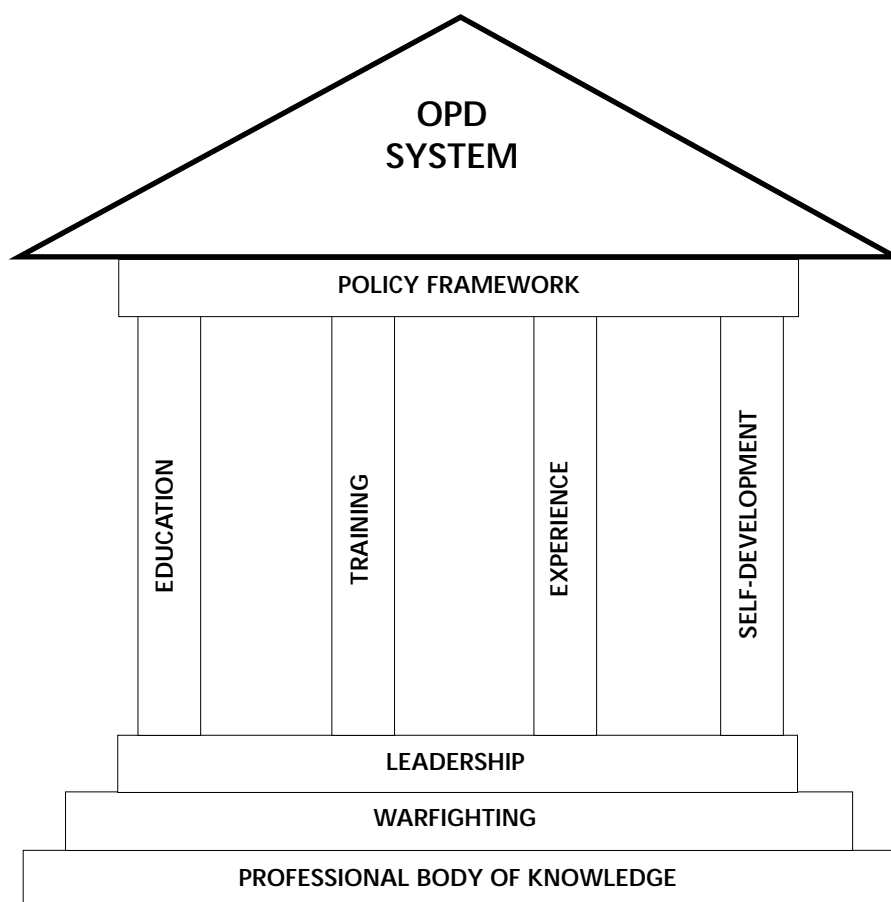 OPD
SYSTEM
POLICY FRAMEWORK
EDUCATION
TRAINING
EXPERIENCE
SELF-DEVELOPMENT
LEADERSHIP
WARFIGHTING
PROFESSIONAL BODY OF KNOWLEDGE